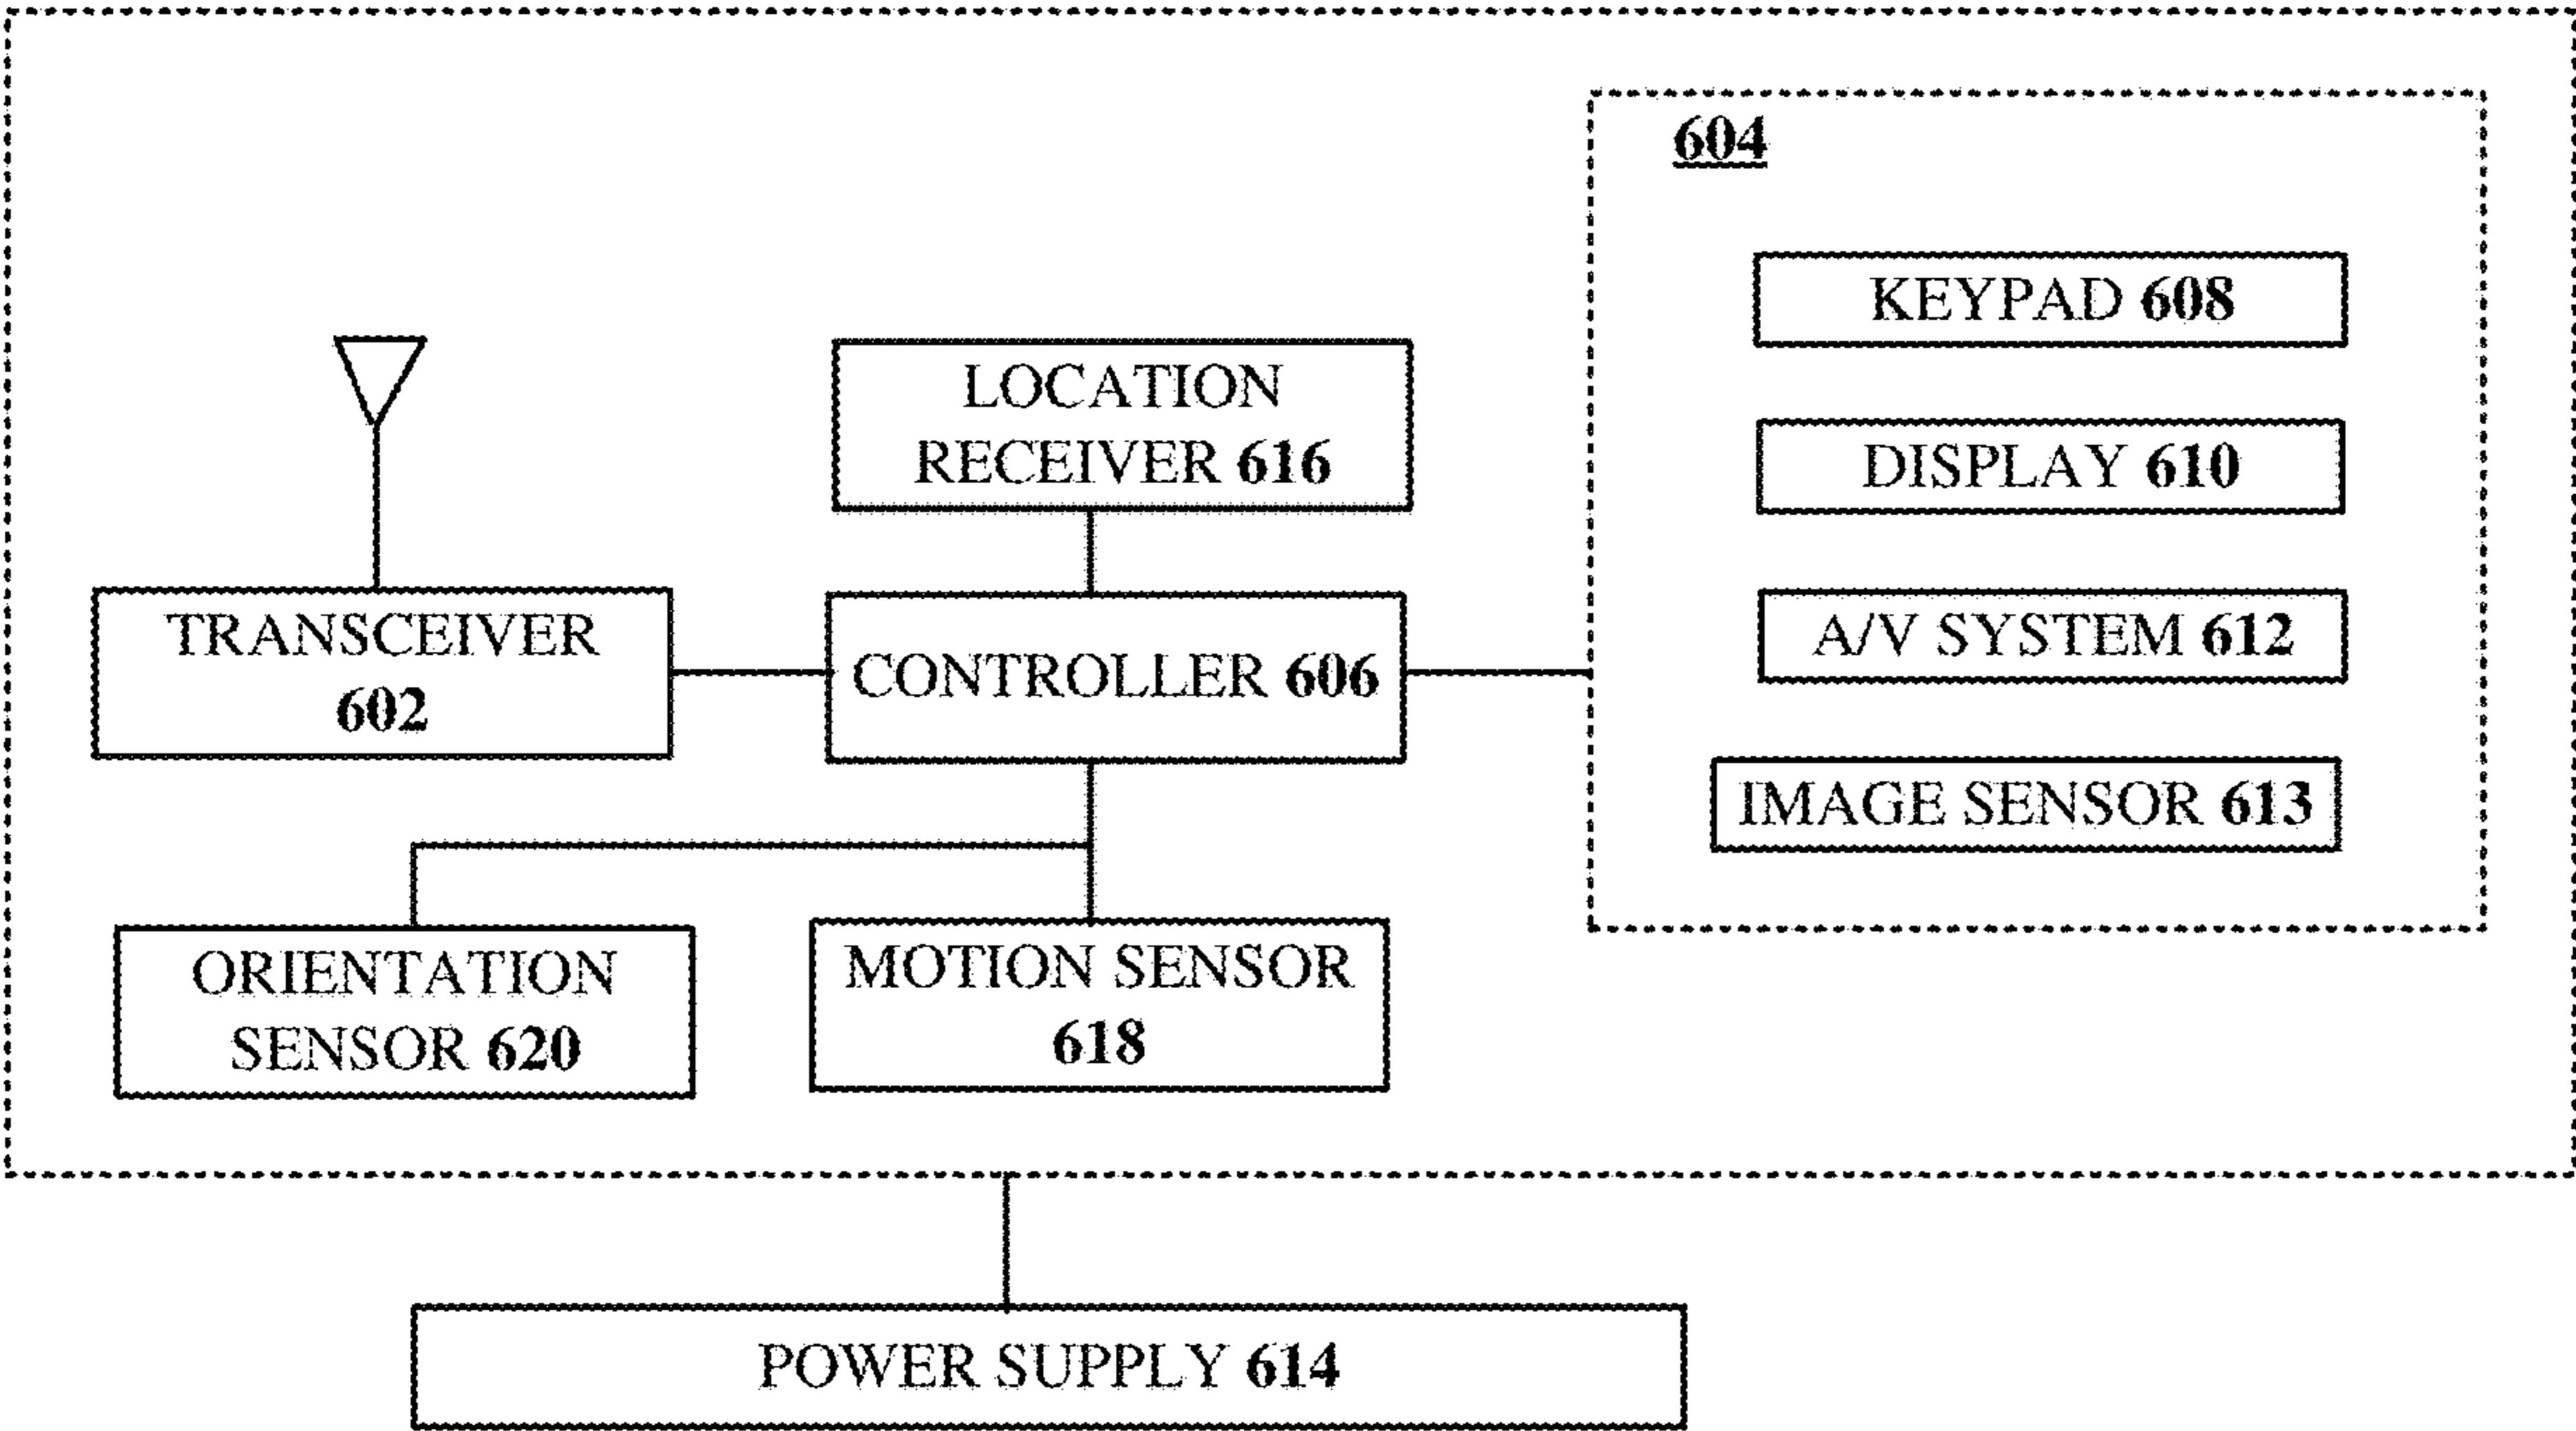 604
KEYPAD 608
LOCATION
RECEIVER 616
DISPLAY 610
TRANSCEIVER
602
CONTROLLER 606
A/V SYSTEM 612
IMAGE SENSOR 613
ORIENTATION
SENSOR 620
MOTION SENSOR
618
POWER SUPPLY 614